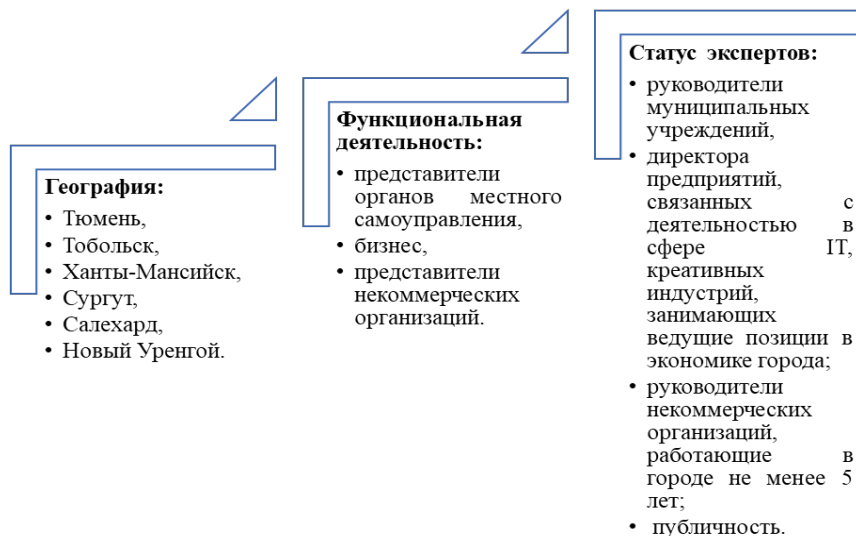 География:
• Тюмень,
• Тобольск,
• Ханты-Мансийск,
• Сургут,
• Салехард,
• Новый Уренгой.
Функциональная
деятельность:
• представители
органов местного
самоуправления,
• бизнес,
• представители
некоммерческих
организаций.
Статус экспертов:
• руководители
муниципальных
учреждений,
• директора
предприятий,
связанных с
деятельностью в
сфере IT,
креативных
индустрий,
занимающих
ведущие позиции в
экономике города;
• руководители
некоммерческих
организаций,
работающие в
городе не менее 5
лет;
• публичность.